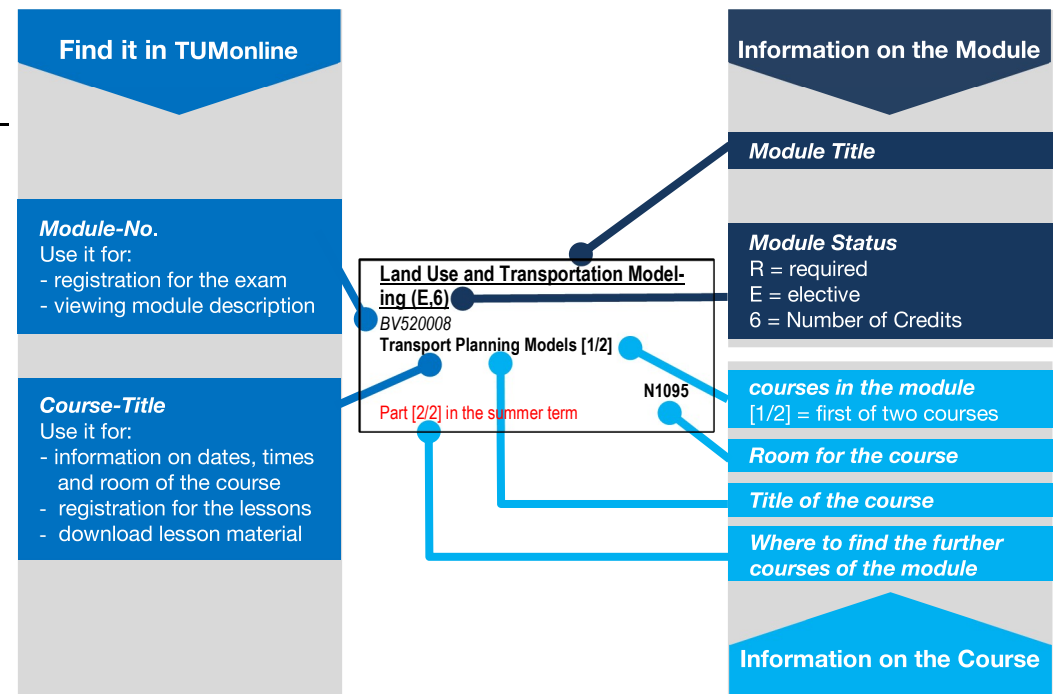 Find it in TUMonline
Module-No.
Use it for:
- registration for the exam
- viewing module description
Course-Title
Use it for:
- information on dates, times
and room of the course
- registration for the lessons
- download lesson material
Land Use and Transportation Model-
ing (E,6)
BV520008
Transport Planning Models [1/2]
N1095
Part [2/2] in the summer term
Information on the Module
Module Title
Module Status
R = required
E = elective
6 = Number of Credits
courses in the module
[1/2] = first of two courses
Room for the course
Title of the course
Where to find the further
courses of the module
Information on the Course